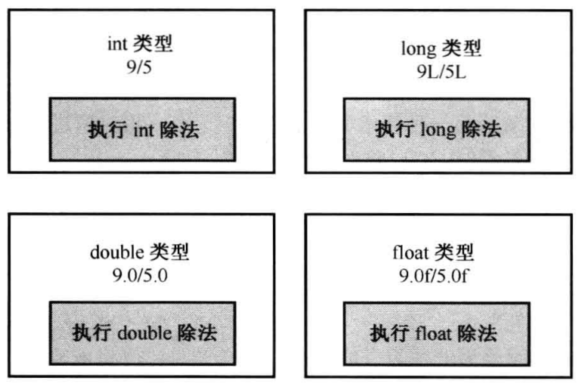 int 类型
9/5
执行 int 除法
long 类型
9L/5L
执行 long 除法
double 类型
9.0/5.0
执行 double 除法
float 类型
9.0f/5.0f
执行 float 除法